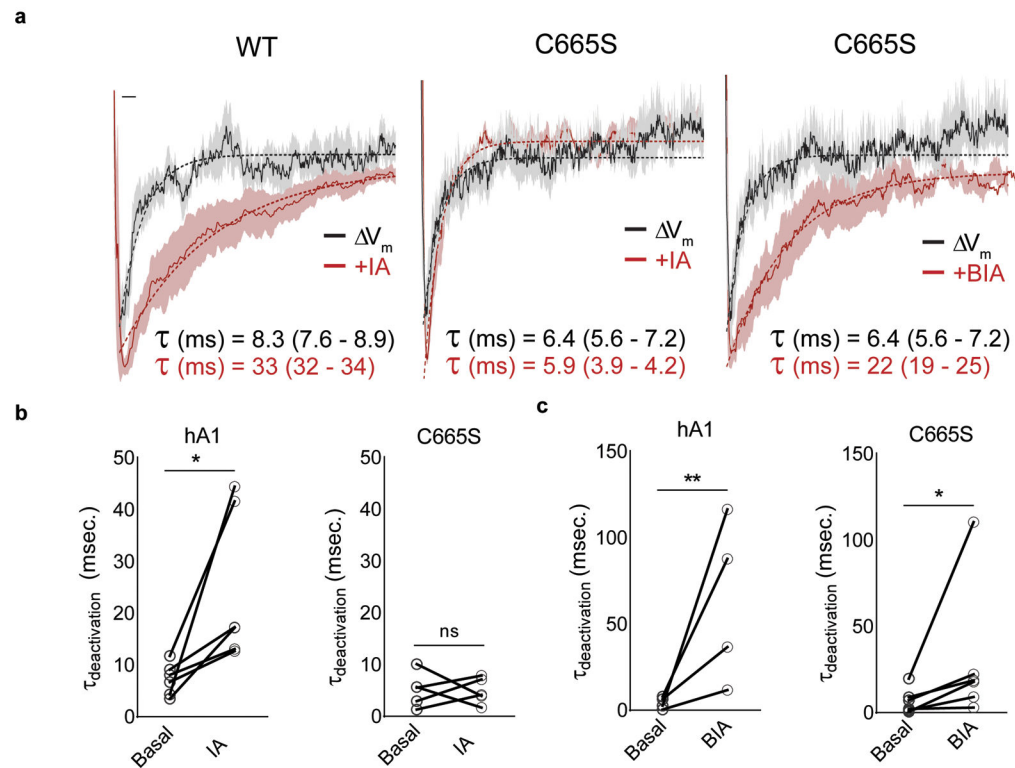 a
WT
C665S
C665S
ΔVm
+IA
ΔVm
+IA
ΔVm
+BIA
τ (ms) = 8.3 (7.6 - 8.9)
τ (ms) = 33 (32 - 34)
τ (ms) = 6.4 (5.6 - 7.2)
τ (ms) = 5.9 (3.9 - 4.2)
τ (ms) = 6.4 (5.6 - 7.2)
τ (ms) = 22 (19 - 25)
b
hA1
*
50
40
30
20
10
0
τdeactivation (msec.)
Basal
IA
C665S
ns
50
40
30
20
10
0
τdeactivation (msec.)
Basal
IA
c
hA1
**
150
100
50
0
τdeactivation (msec.)
Basal
BIA
C665S
*
150
100
50
0
τdeactivation (msec.)
Basal
BIA